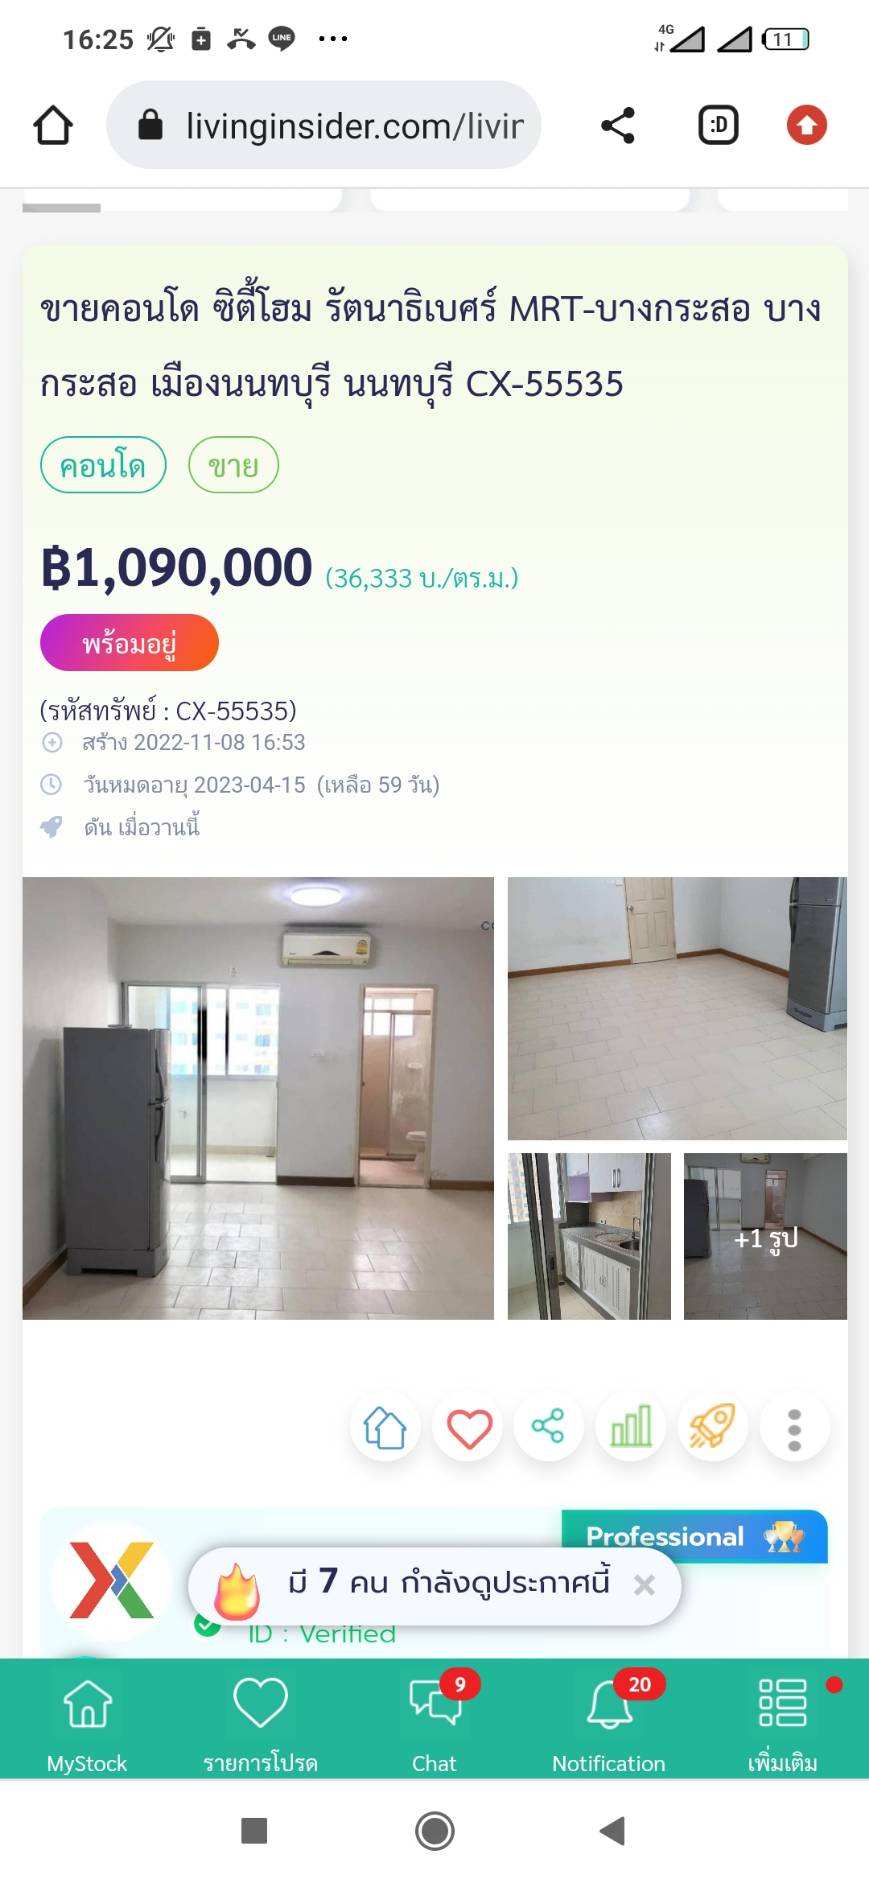 16:25
LINE
4G
11
livinginsider.com/livin
:D
ขายคอนโด ซิตี้โฮม รัตนาธิเบศร์ MRT-บางกระสอ บาง
กระสอ เมืองนนทบุรี นนทบุรี CX-55535
คอนโด ขาย
฿1,090,000 (36,333 บ./ตร.ม.)
พร้อมอยู่
(รหัสทรัพย์ : CX-55535)
สร้าง 2022-11-08 16:53
วันหมดอายุ 2023-04-15 (เหลือ 59 วัน)
ดัน เมื่อวานนี้
+1 รูป
Professional
มี 7 คน กำลังดูประกาศนี้
ID : Verified
9
20
MyStock
รายการโปรด
Chat
Notification
เพิ่มเติม